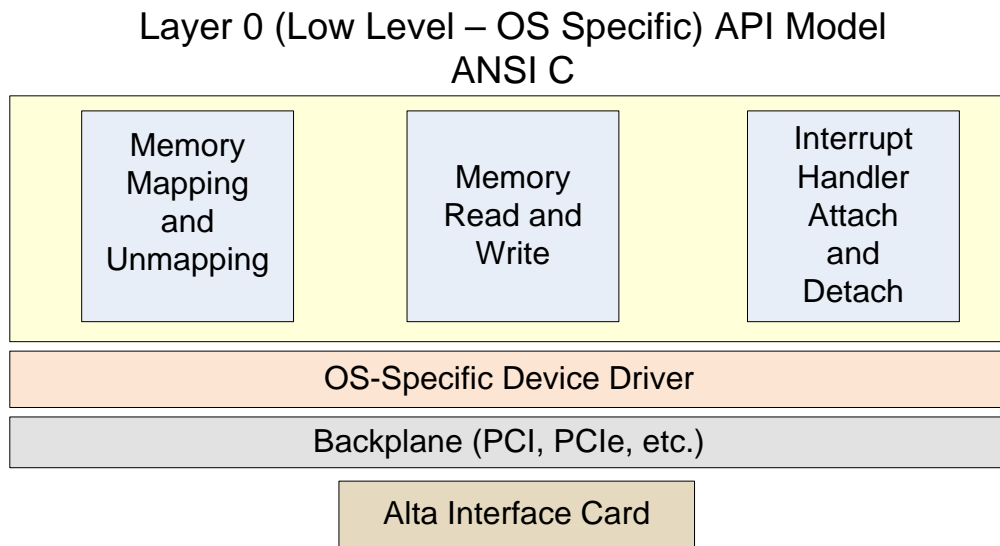 Layer 0 (Low Level – OS Specific) API Model
ANSI C
Memory
Mapping
and
Unmapping
Memory
Read and
Write
Interrupt
Handler
Attach
and
Detach
OS-Specific Device Driver
Backplane (PCI, PCIe, etc.)
Alta Interface Card